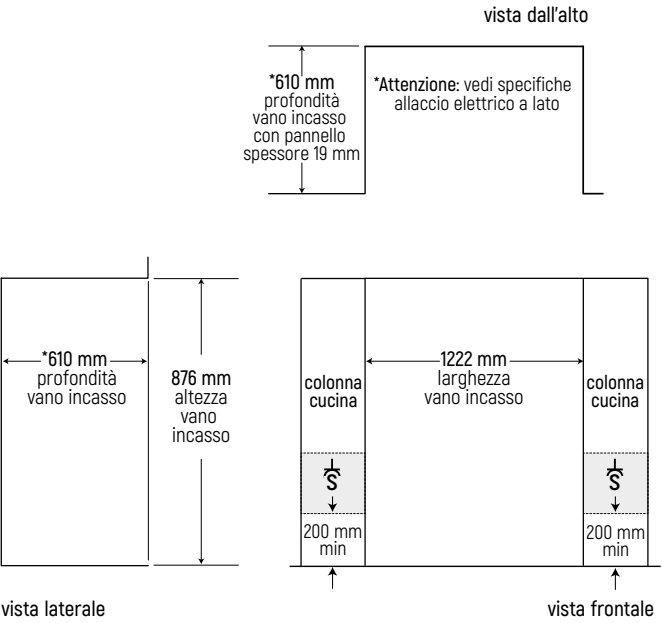 vista dall'alto
*610 mm
profondità
vano incasso
con pannello
spessore 19 mm
*Attenzione: vedi specifiche
allaccio elettrico a lato
*610 mm
profondità
vano incasso
876 mm
altezza
vano
incasso
colonna
cucina
1222 mm
larghezza
vano incasso
colonna
cucina
S
200 mm
min
S
200 mm
min
vista laterale
vista frontale